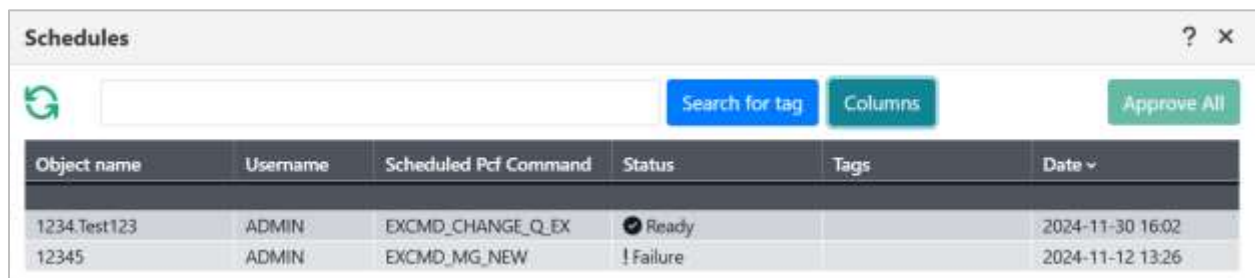 Schedules ? ×
Search for tag Columns Approve All
Object name Username Scheduled Pcf Command Status Tags Date
1234.Test123 ADMIN EXCMD_CHANGE_Q_EX Ready 2024-11-30 16:02
12345 ADMIN EXCMD_MG_NEW ! Failure 2024-11-12 13:26